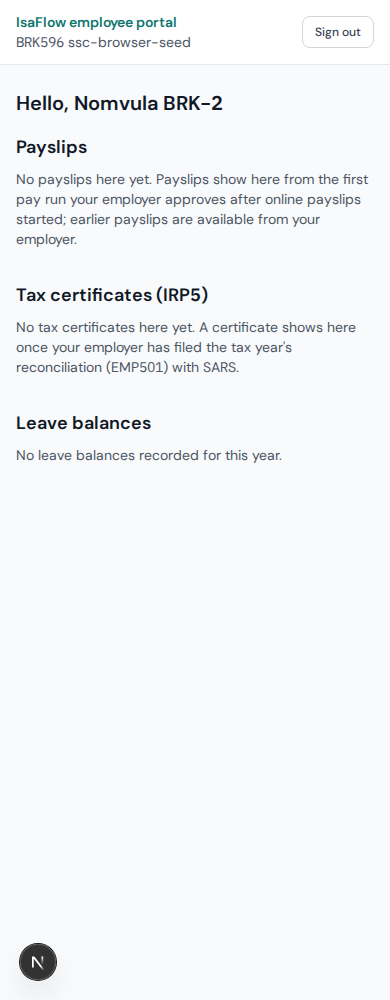 IsaFlow employee portal
BRK596 ssc-browser-seed
Sign out
Hello, Nomvula BRK-2
Payslips
No payslips here yet. Payslips show here from the first
pay run your employer approves after online payslips
started; earlier payslips are available from your
employer.
Tax certificates (IRP5)
No tax certificates here yet. A certificate shows here
once your employer has filed the tax year's
reconciliation (EMP501) with SARS.
Leave balances
No leave balances recorded for this year.
N